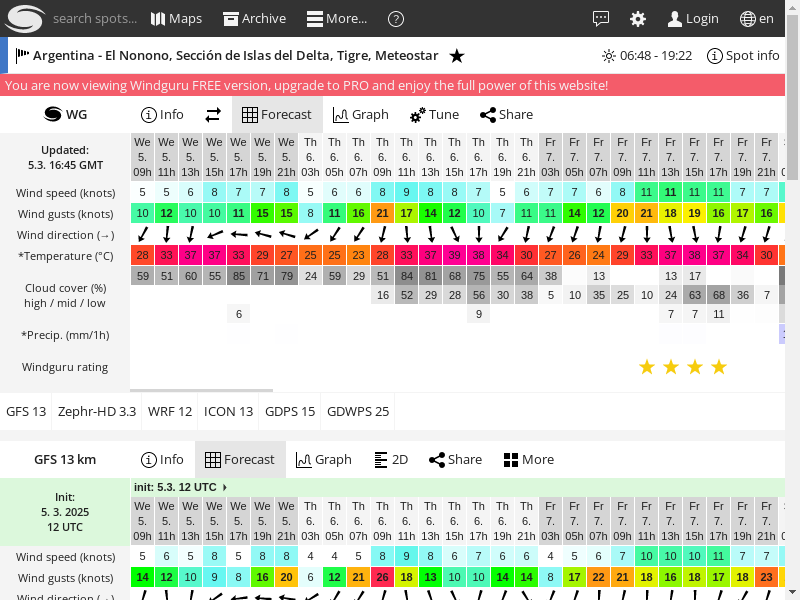 search spots... Maps Archive More... ? Login en
Argentina - El Nonono, Sección de Islas del Delta, Tigre, Meteostar ★ 06:48 - 19:22 Spot info
You are now viewing Windguru FREE version, upgrade to PRO and enjoy the full power of this website!
WG Info Forecast Graph Tune Share
Updated:
5.3. 16:45 GMT
We We We We We We We Th Th Th Th Th Th Th Th Th Th Fr Fr Fr Fr Fr Fr Fr Fr Fr Fr
5. 5. 5. 5. 5. 5. 5. 6. 6. 6. 6. 6. 6. 6. 6. 6. 6. 7. 7. 7. 7. 7. 7. 7. 7. 7. 7.
09h 11h 13h 15h 17h 19h 21h 03h 05h 07h 09h 11h 13h 15h 17h 19h 21h 03h 05h 07h 09h 11h 13h 15h 17h 19h 21h
Wind speed (knots) 5 5 6 8 7 7 8 5 6 6 8 9 8 8 7 5 6 7 7 6 8 11 11 11 11 7 7
Wind gusts (knots) 10 12 10 10 11 15 15 8 11 16 21 17 14 12 10 7 11 11 14 12 20 21 18 19 16 17 16
Wind direction (→)
*Temperature (°C) 28 33 37 37 33 29 27 25 25 23 28 33 37 39 38 34 30 27 26 24 29 33 37 38 37 34 30
Cloud cover (%)
high / mid / low
59 51 60 55 85 71 79 24 59 29 51 84 81 68 75 55 64 38 13 13 17
16 52 29 28 56 30 38 5 10 35 25 10 24 63 68 36 7
6 9 7 7 11
*Precip. (mm/1h)
Windguru rating ★ ★ ★ ★
GFS 13 Zephr-HD 3.3 WRF 12 ICON 13 GDPS 15 GDWPS 25
GFS 13 km Info Forecast Graph 2D Share More
init: 5.3. 12 UTC
Init:
5. 3. 2025
12 UTC
We We We We We We We Th Th Th Th Th Th Th Th Th Th Fr Fr Fr Fr Fr Fr Fr Fr Fr Fr
5. 5. 5. 5. 5. 5. 5. 6. 6. 6. 6. 6. 6. 6. 6. 6. 6. 7. 7. 7. 7. 7. 7. 7. 7. 7. 7.
09h 11h 13h 15h 17h 19h 21h 03h 05h 07h 09h 11h 13h 15h 17h 19h 21h 03h 05h 07h 09h 11h 13h 15h 17h 19h 21h
Wind speed (knots) 5 6 5 8 5 8 8 4 4 5 8 9 8 6 7 6 6 4 5 6 7 10 10 10 11 7 7
Wind gusts (knots) 14 12 10 9 8 16 20 6 12 21 26 18 13 10 10 14 14 8 17 22 21 18 16 18 17 18 23
Wind direction (→)